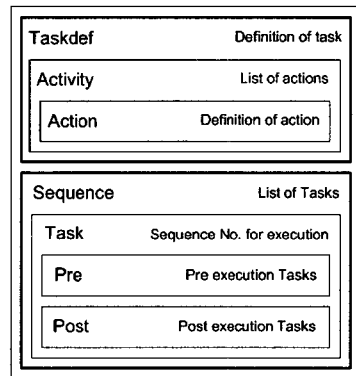 Taskdef Definition of task
Activity List of actions
Action Definition of action
Sequence List of Tasks
Task Sequence No. for execution
Pre Pre execution Tasks
Post Post execution Tasks